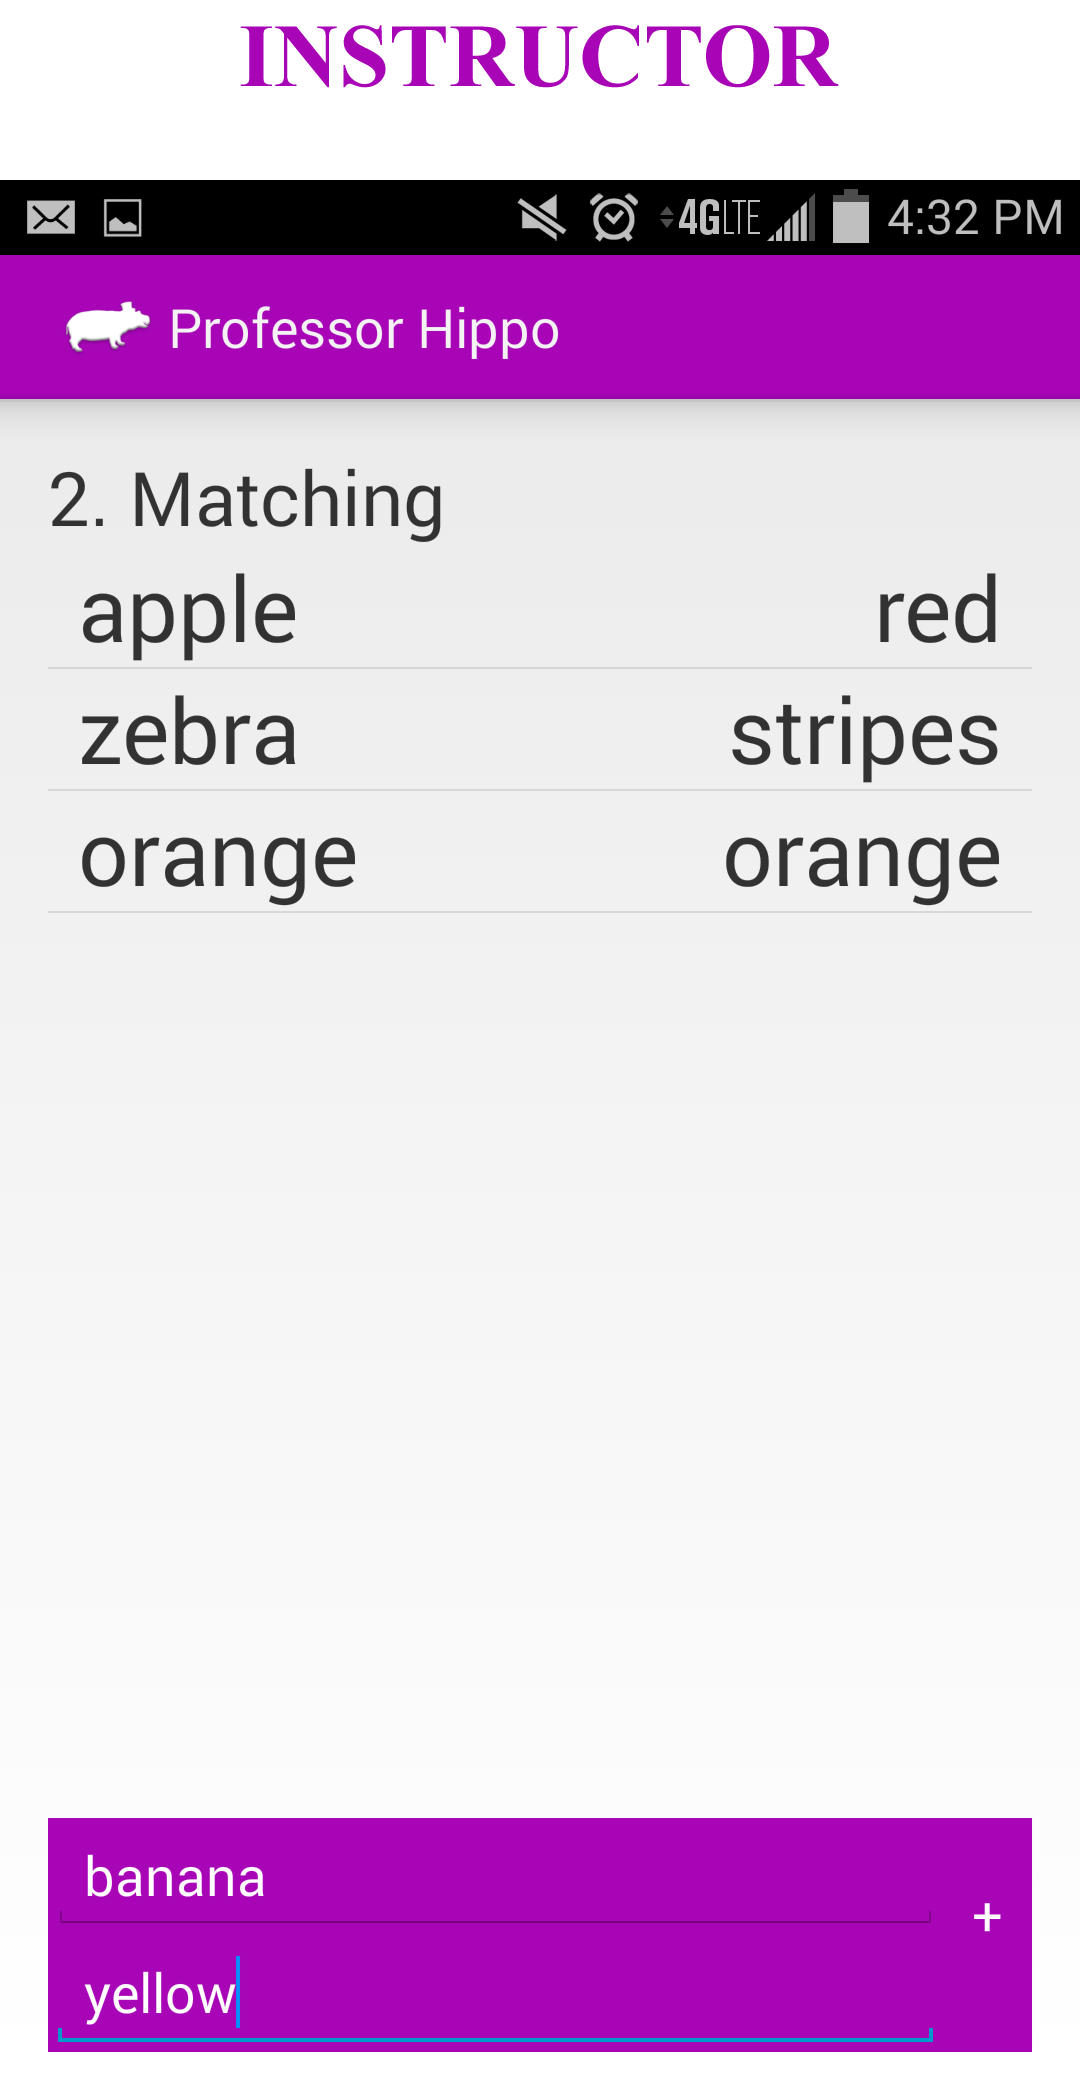 INSTRUCTOR
4G LTE 4:32 PM
Professor Hippo
2. Matching
apple red
zebra stripes
orange orange
banana
+
yellow